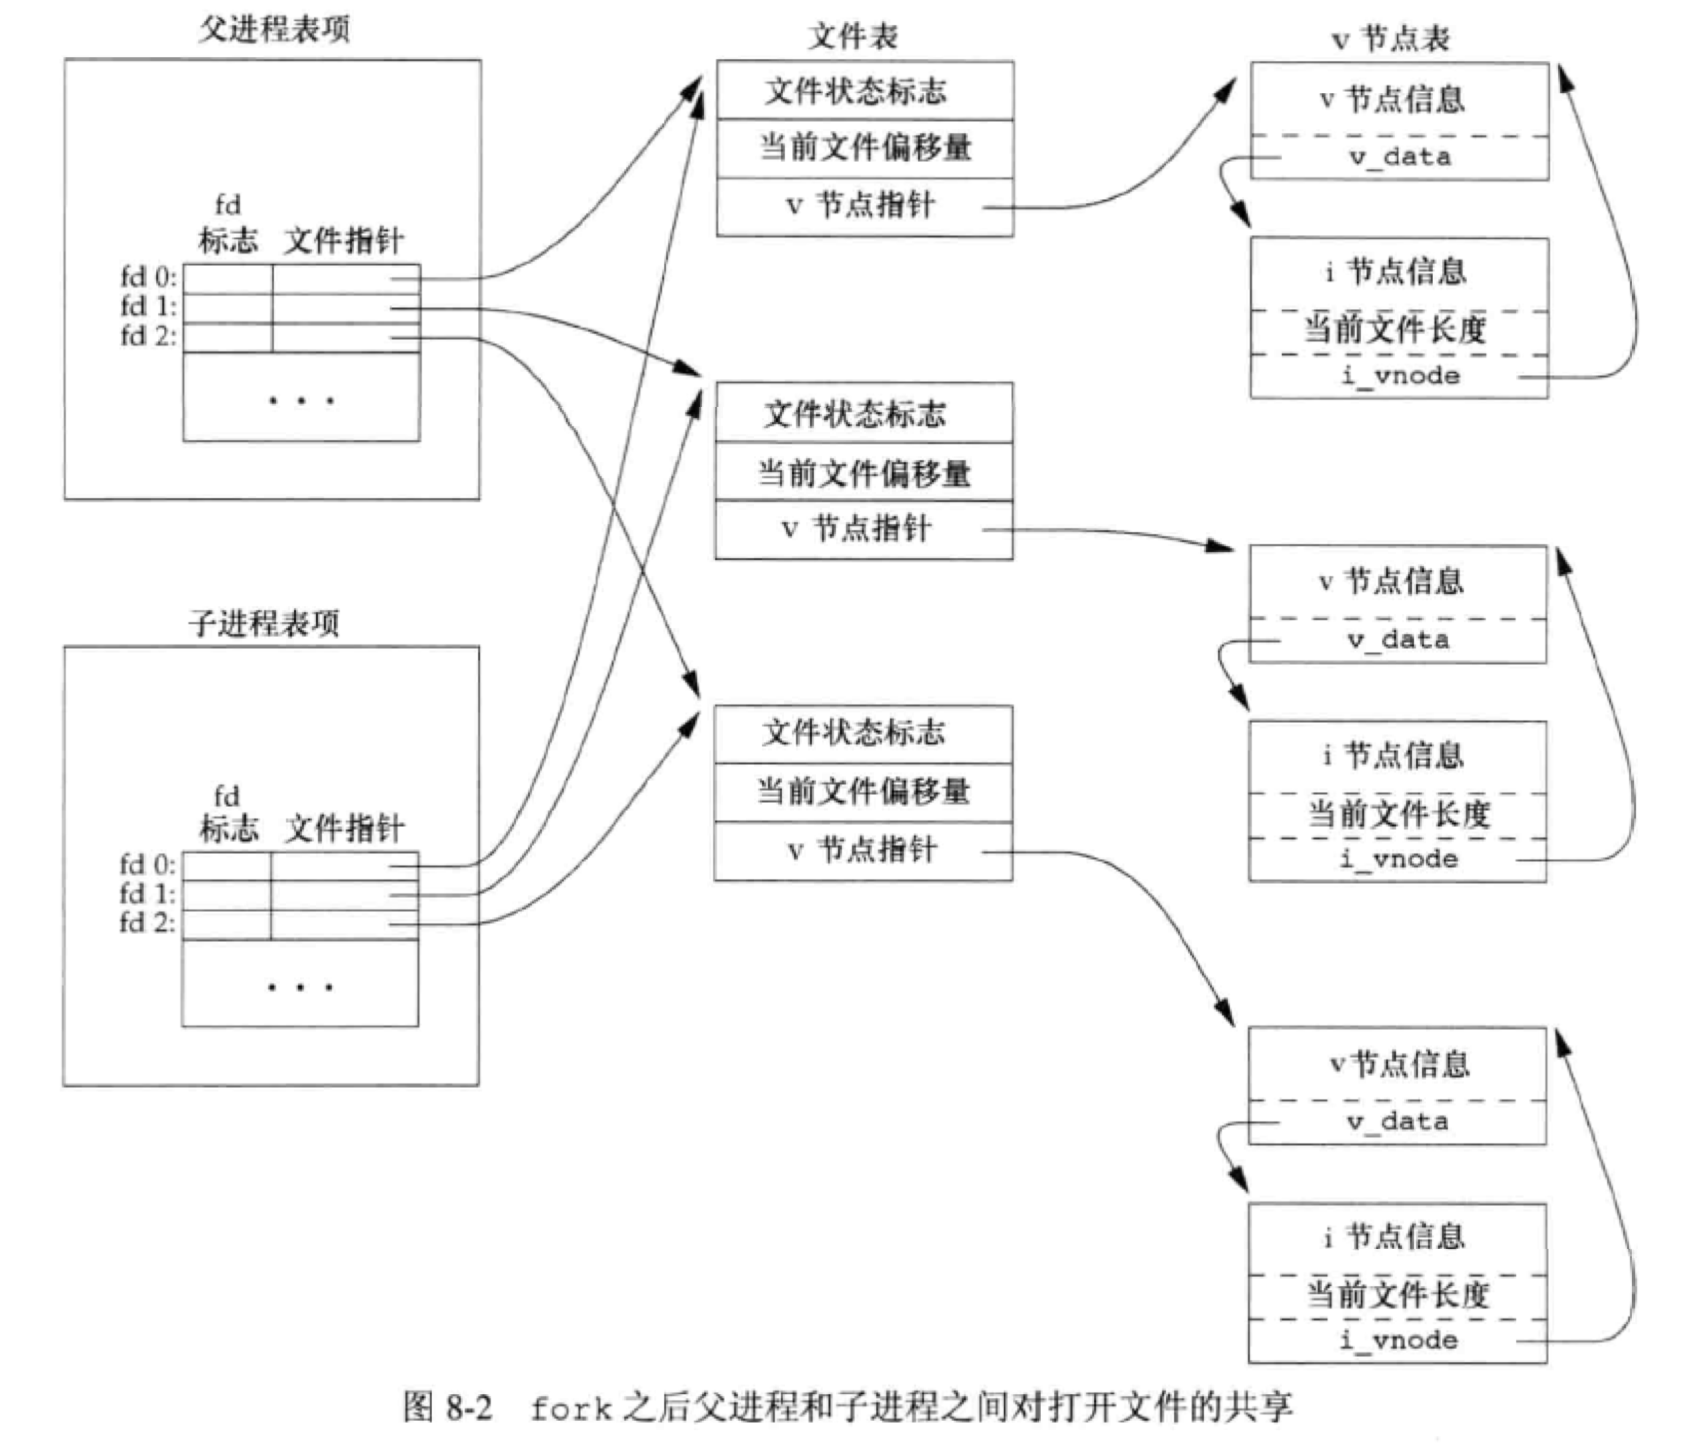 父进程表项
fd
标志 文件指针
fd 0:
fd 1:
fd 2:
···
子进程表项
fd
标志 文件指针
fd 0:
fd 1:
fd 2:
···
文件表
文件状态标志
当前文件偏移量
v 节点指针
文件状态标志
当前文件偏移量
v 节点指针
文件状态标志
当前文件偏移量
v 节点指针
v 节点表
v 节点信息
v_data
i 节点信息
当前文件长度
i_vnode
v 节点信息
v_data
i 节点信息
当前文件长度
i_vnode
v节点信息
v_data
i 节点信息
当前文件长度
i_vnode
图 8-2 fork之后父进程和子进程之间对打开文件的共享